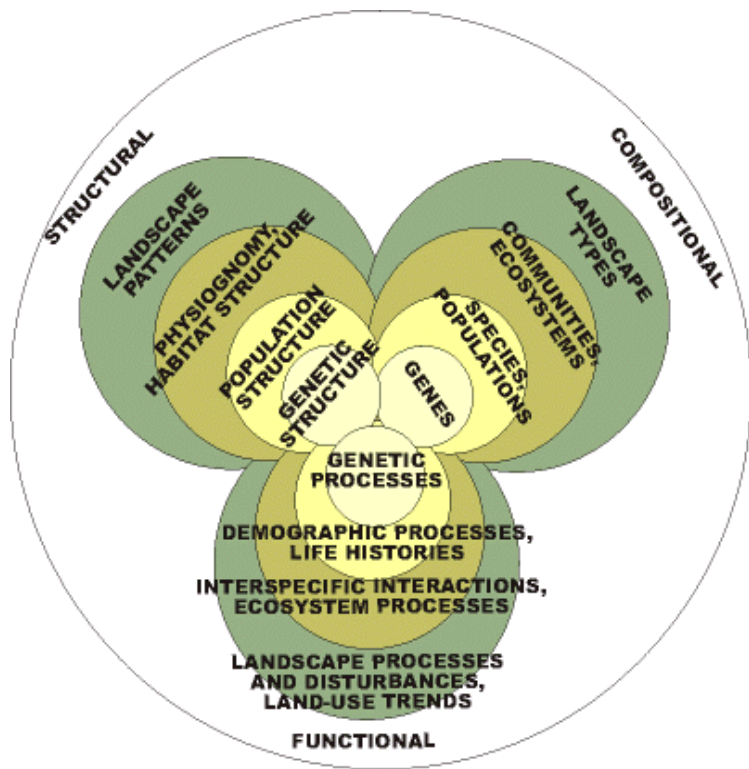 STRUCTURAL
LANDSCAPE
PATTERNS
PHYSIOGNOMY,
HABITAT STRUCTURE
POPULATION
STRUCTURE
GENETIC
STRUCTURE
COMPOSITIONAL
LANDSCAPE
TYPES
COMMUNITIES,
ECOSYSTEMS
SPECIES,
POPULATIONS
GENES
GENETIC
PROCESSES
DEMOGRAPHIC PROCESSES,
LIFE HISTORIES
INTERSPECIFIC INTERACTIONS,
ECOSYSTEM PROCESSES
LANDSCAPE PROCESSES
AND DISTURBANCES,
LAND-USE TRENDS
FUNCTIONAL